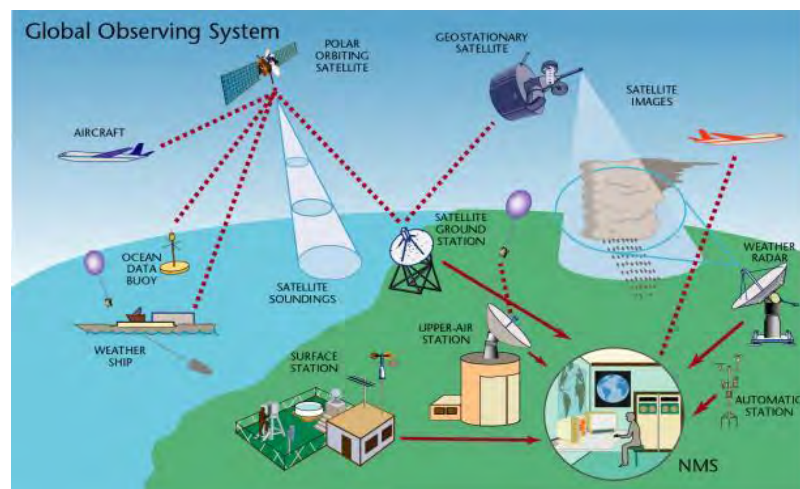 Global Observing System
POLAR
ORBITING
SATELLITE
GEOSTATIONARY
SATELLITE
SATELLITE
IMAGES
AIRCRAFT
OCEAN
DATA
BUOY
SATELLITE
GROUND
STATION
WEATHER
RADAR
SATELLITE
SOUNDINGS
WEATHER
SHIP
UPPER-AIR
STATION
SURFACE
STATION
AUTOMATIC
STATION
NMS